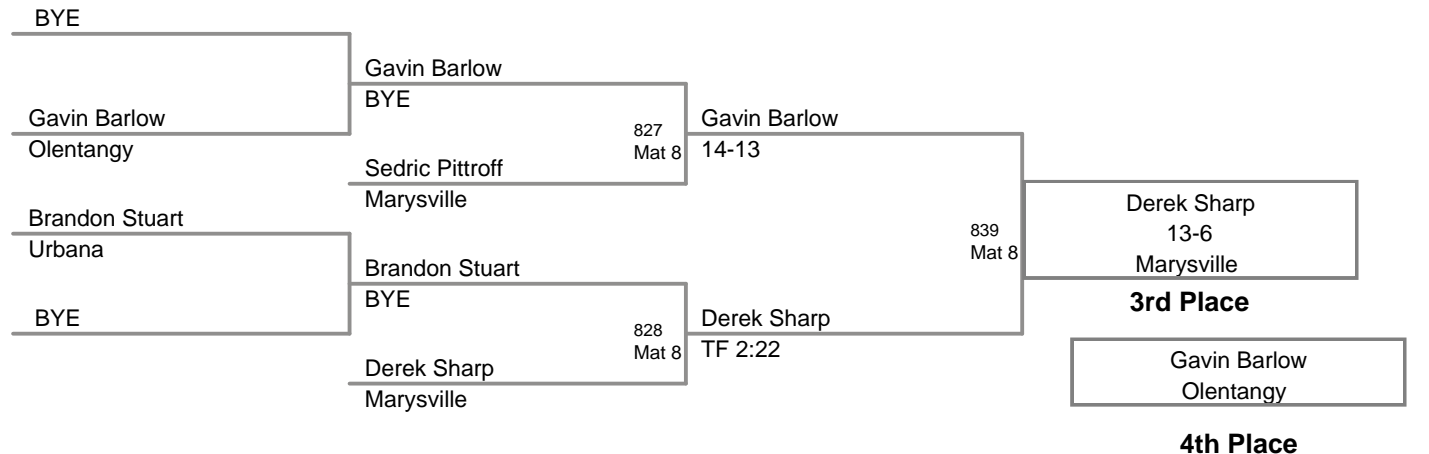 BYE
Gavin Barlow
Olentangy
Brandon Stuart
Urbana
BYE
Gavin Barlow
BYE
827
Mat 8
Sedric Pittroff
Marysville
Brandon Stuart
BYE
828
Mat 8
Derek Sharp
Marysville
Gavin Barlow
14-13
Derek Sharp
TF 2:22
839
Mat 8
Derek Sharp
13-6
Marysville
3rd Place
Gavin Barlow
Olentangy
4th Place